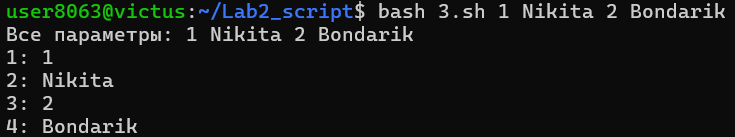 user8063@victus:~/Lab2_script$ bash 3.sh 1 Nikita 2 Bondarik
Все параметры: 1 Nikita 2 Bondarik
1: 1
2: Nikita
3: 2
4: Bondarik